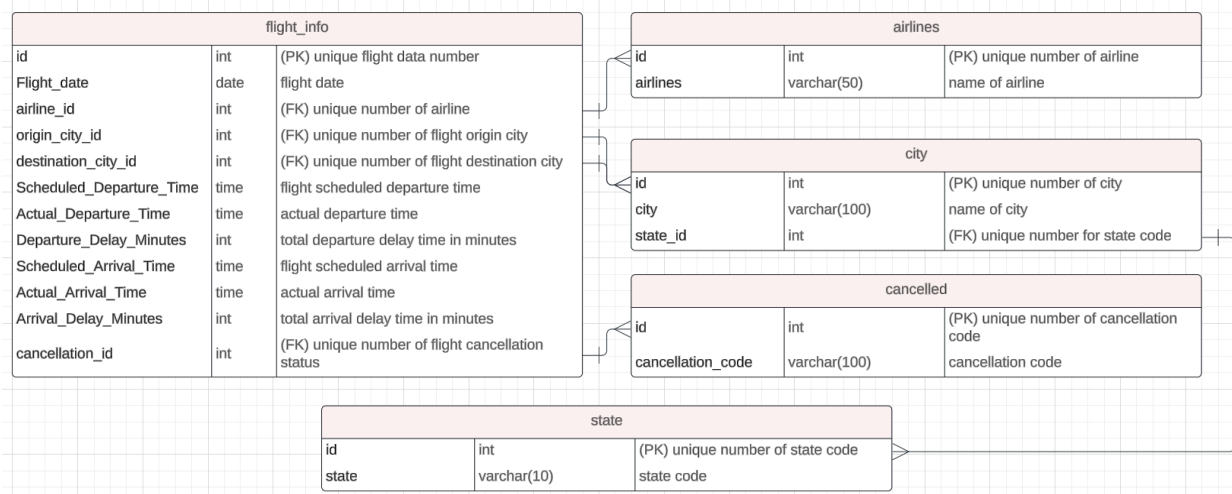 flight_info
id int (PK) unique flight data number
Flight_date date flight date
airline_id int (FK) unique number of airline
origin_city_id int (FK) unique number of flight origin city
destination_city_id int (FK) unique number of flight destination city
Scheduled_Departure_Time time flight scheduled departure time
Actual_Departure_Time time actual departure time
Departure_Delay_Minutes int total departure delay time in minutes
Scheduled_Arrival_Time time flight scheduled arrival time
Actual_Arrival_Time time actual arrival time
Arrival_Delay_Minutes int total arrival delay time in minutes
cancellation_id int (FK) unique number of flight cancellation
status
airlines
id int (PK) unique number of airline
airlines varchar(50) name of airline
city
id int (PK) unique number of city
city varchar(100) name of city
state_id int (FK) unique number for state code
cancelled
id int (PK) unique number of cancellation
code
cancellation_code varchar(100) cancellation code
state
id int (PK) unique number of state code
state varchar(10) state code